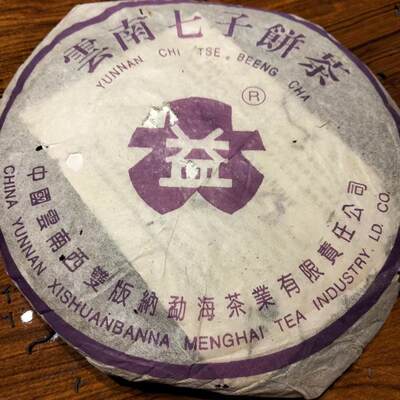 雲南七子餅茶
YUNNAN CHI TSE BEENG CHA
®
益
中國雲南西雙版納勐海茶業有限責任公司
CHINA YUNNAN XISHUANBANNA MENGHAI TEA INDUSTRY. LD CO.